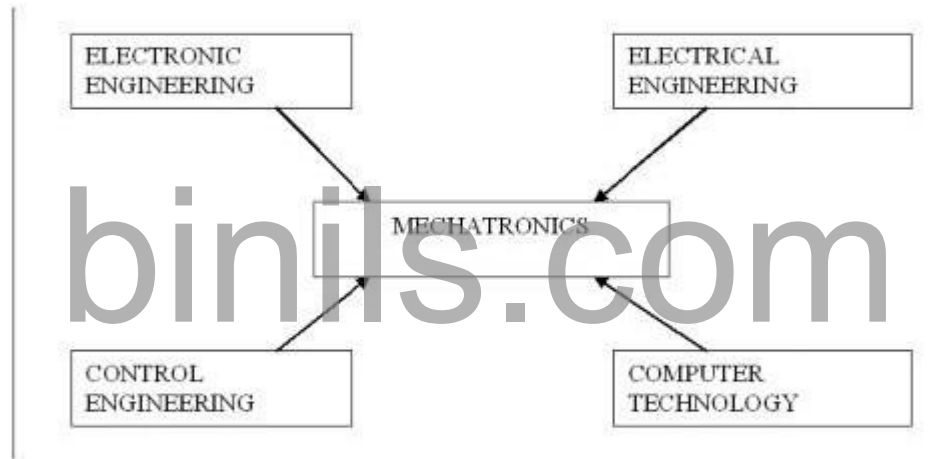 ELECTRONIC
ENGINEERING
ELECTRICAL
ENGINEERING
MECHATRONICS
binils.com
CONTROL
ENGINEERING
COMPUTER
TECHNOLOGY